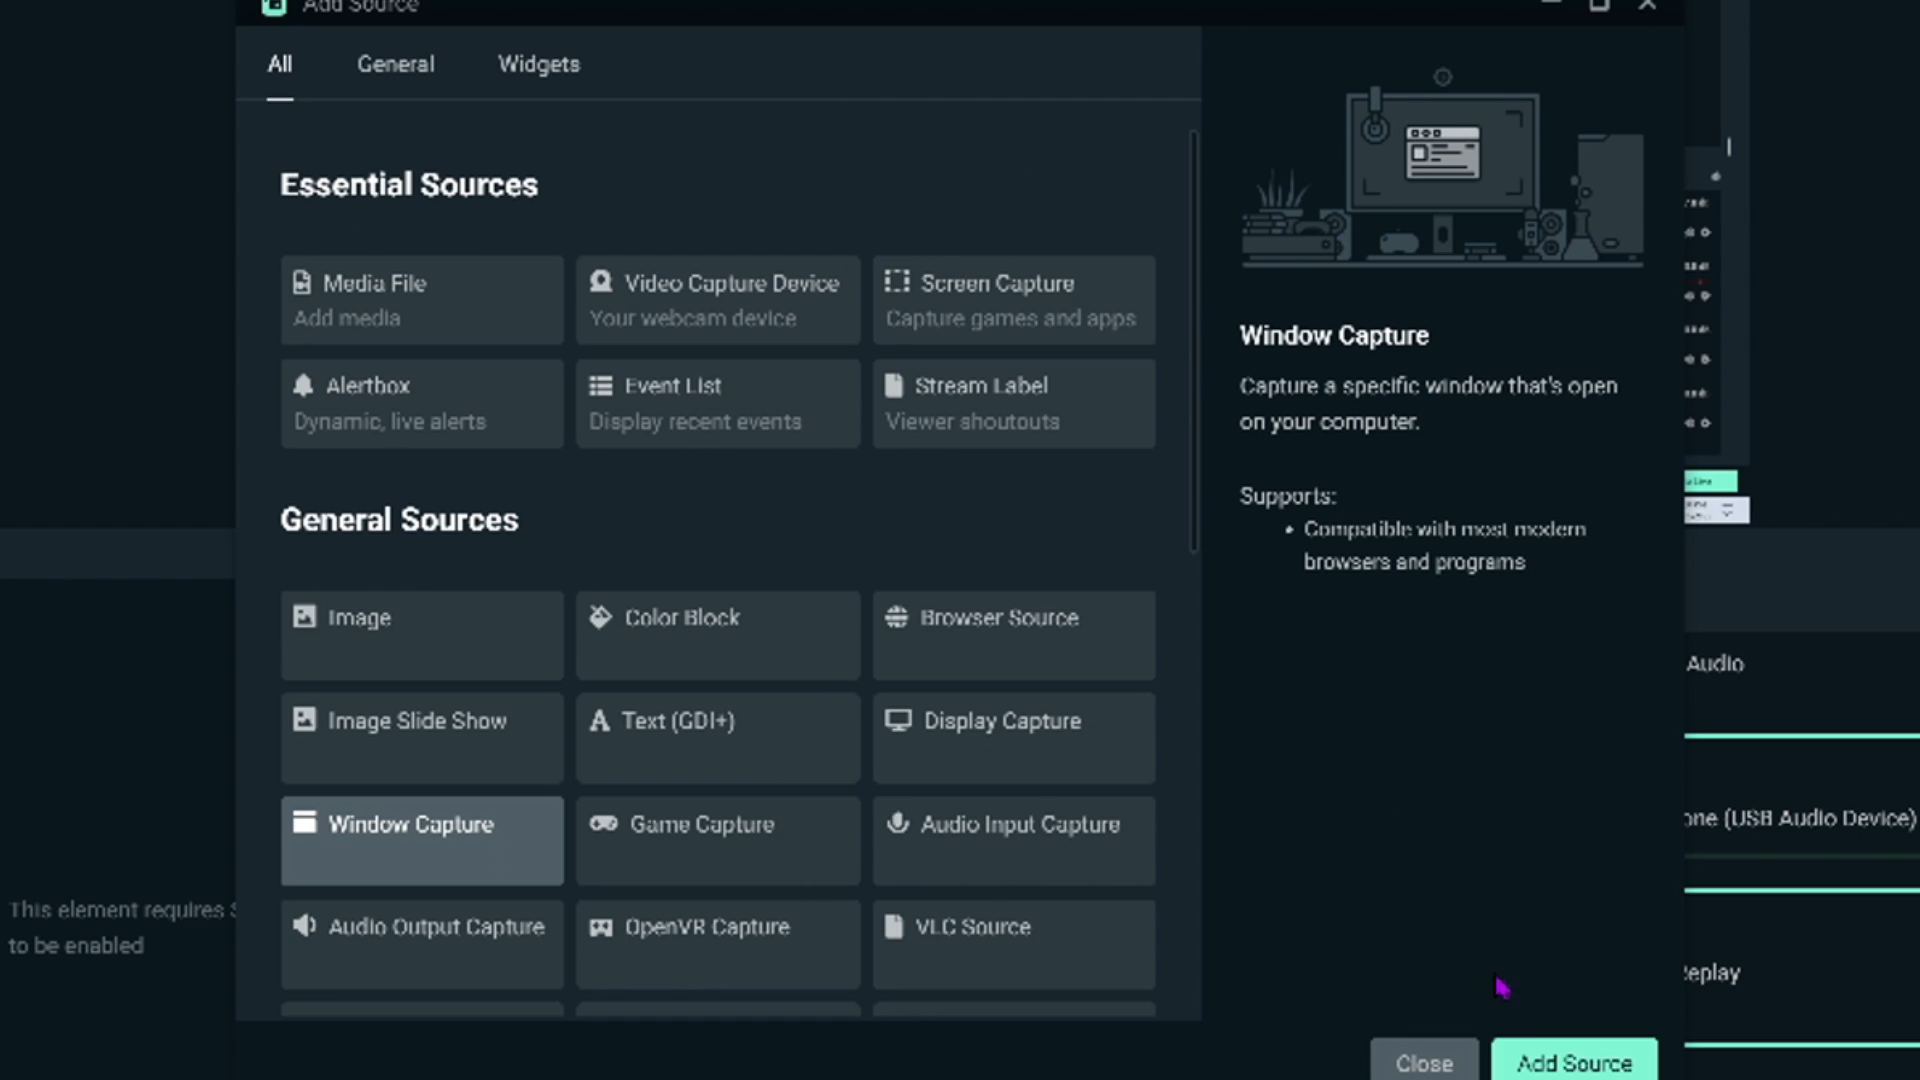 Add Source
All General Widgets
Essential Sources
Media File
Add media
Video Capture Device
Your webcam device
Screen Capture
Capture games and apps
Alertbox
Dynamic, live alerts
Event List
Display recent events
Stream Label
Viewer shoutouts
General Sources
Image
Color Block
Browser Source
Image Slide Show
Text (GDI+)
Display Capture
Window Capture
Game Capture
Audio Input Capture
Audio Output Capture
OpenVR Capture
VLC Source
Window Capture
Capture a specific window that's open
on your computer.
Supports:
• Compatible with most modern
browsers and programs
Close
Add Source
This element requires
to be enabled
Audio
one (USB Audio Device)
Replay